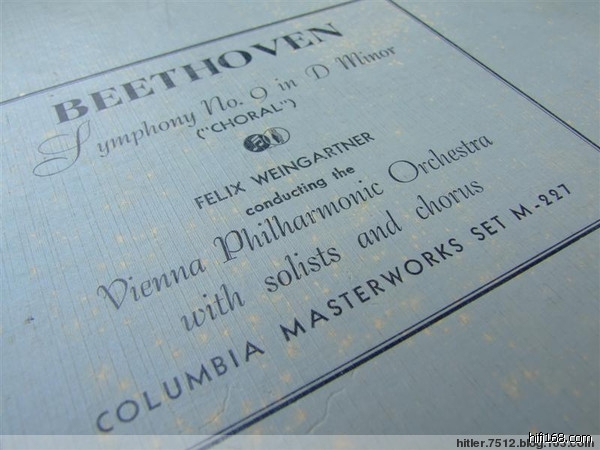 BEETHOVEN
Symphony No. 9 in D Minor
("CHORAL")
FELIX WEINGARTNER
conducting the
Vienna Philharmonic Orchestra
with solists and chorus
COLUMBIA MASTERWORKS SET M-227
hifi168.com
hitler.7512.blog.163.com